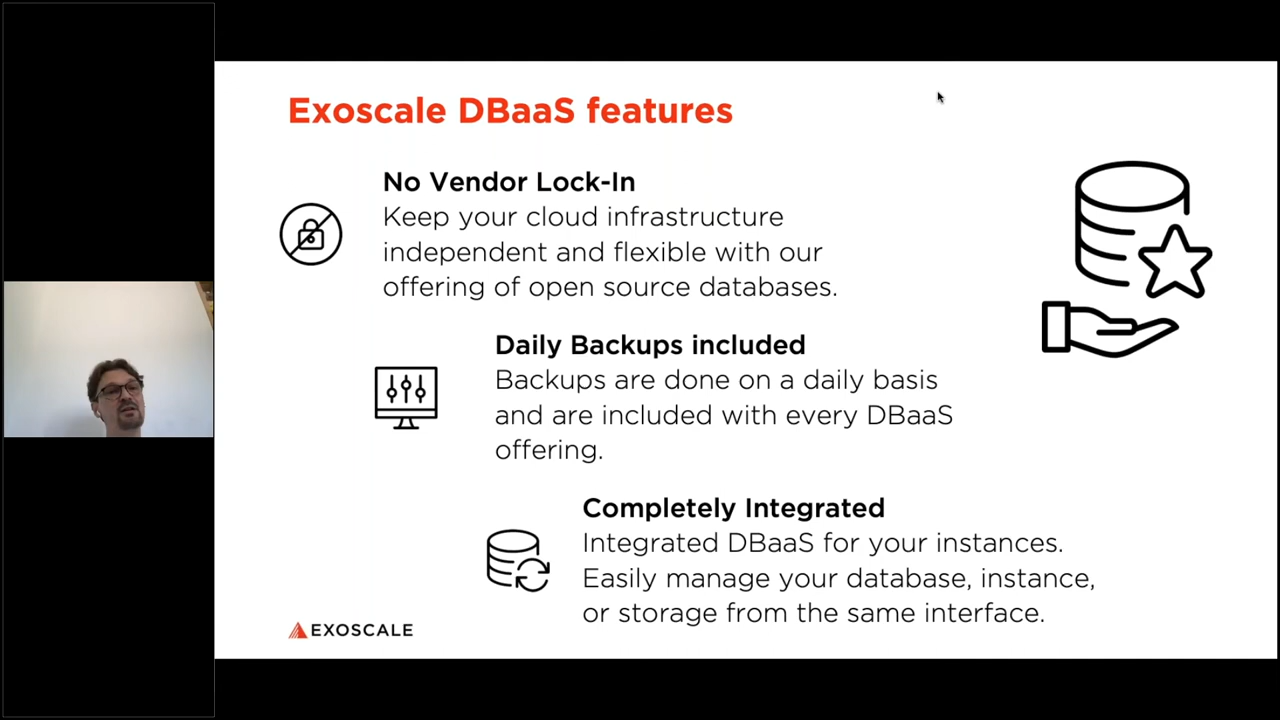 Exoscale DBaaS features
No Vendor Lock-In
Keep your cloud infrastructure
independent and flexible with our
offering of open source databases.
Daily Backups included
Backups are done on a daily basis
and are included with every DBaaS
offering.
Completely Integrated
Integrated DBaaS for your instances.
Easily manage your database, instance,
or storage from the same interface.
EXOSCALE